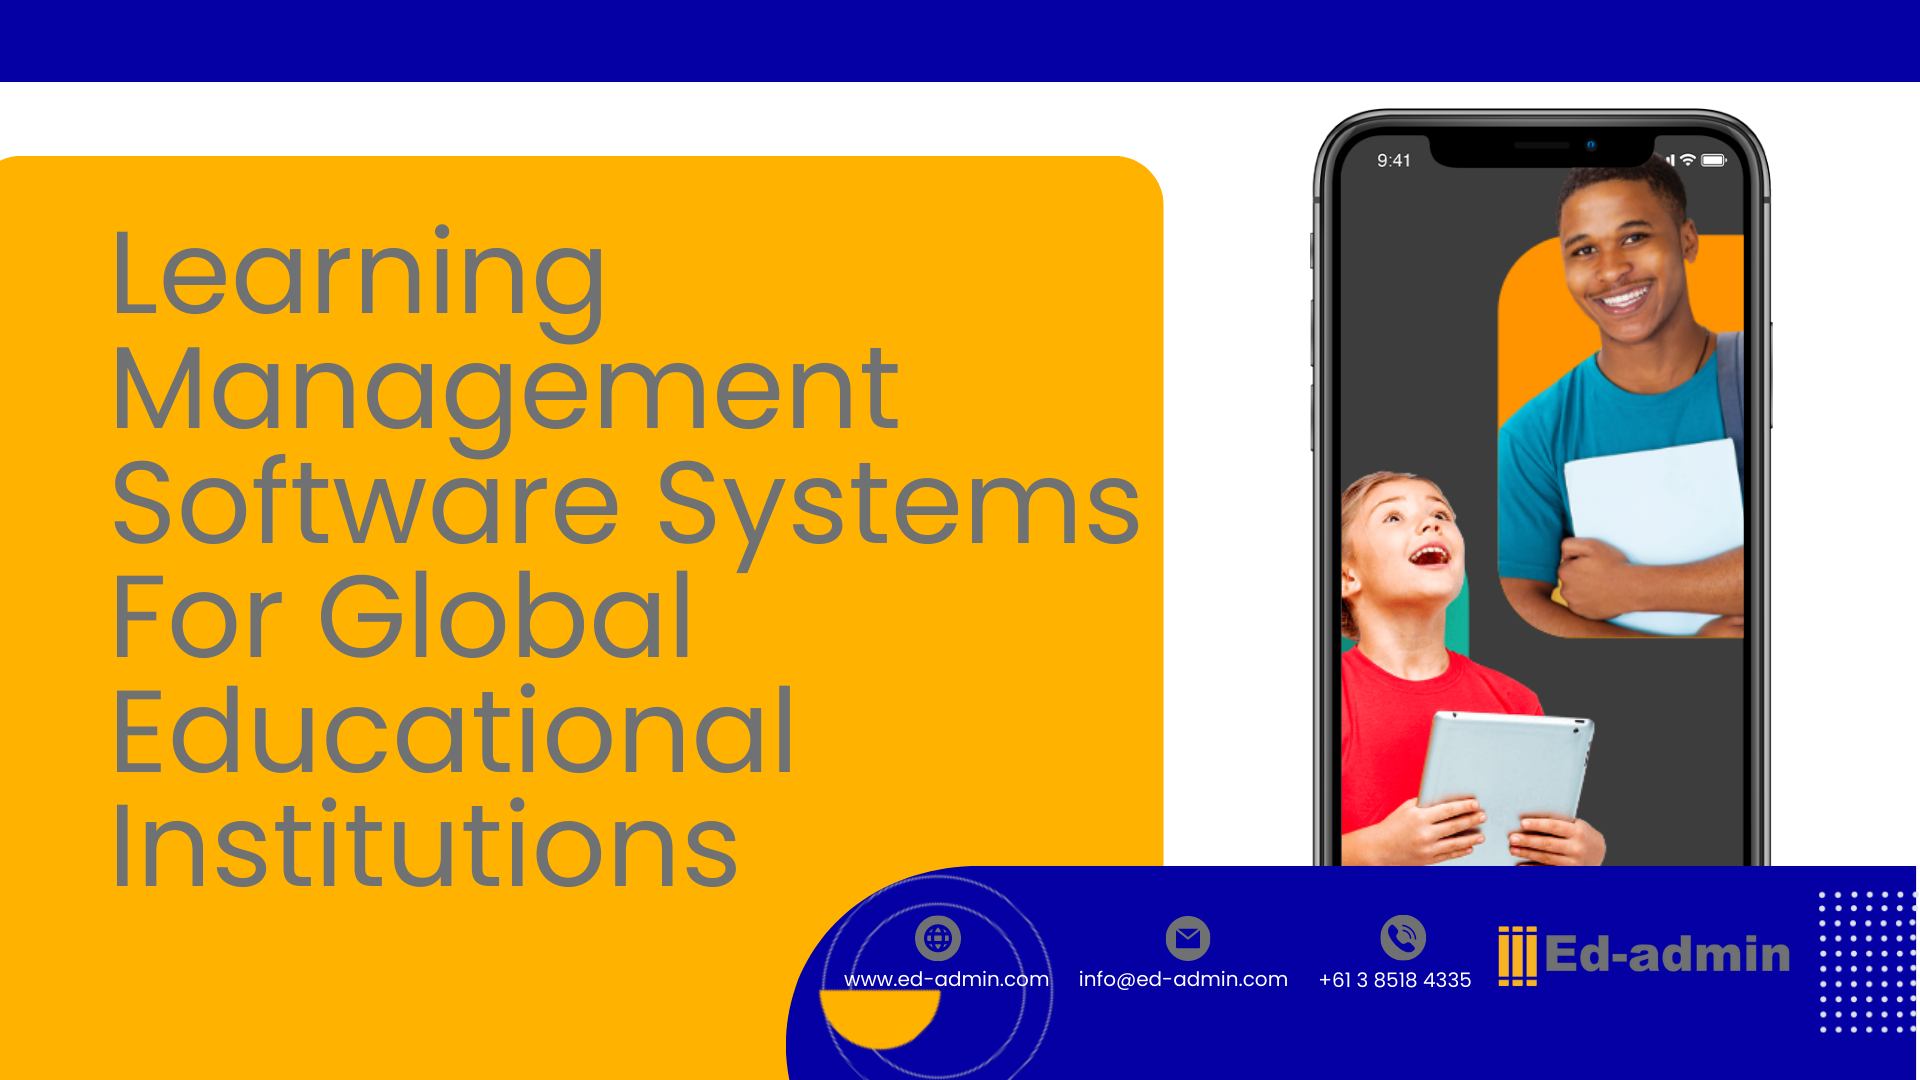 Learning
Management
Software Systems
For Global
Educational
Institutions
9:41
www.ed-admin.com
info@ed-admin.com
+61 3 8518 4335
Ed-admin